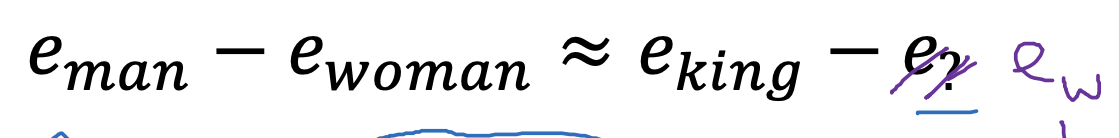 e_man − e_woman ≈ e_king − e_? e_w